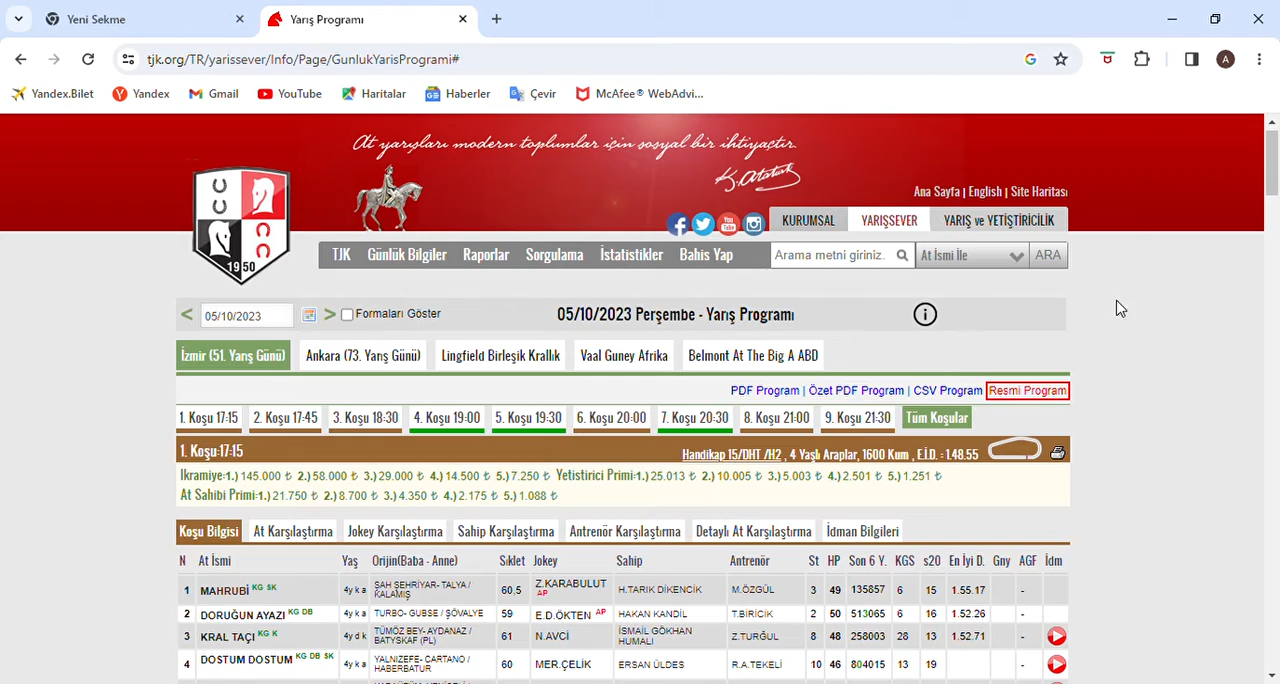 Yeni Sekme
Yarış Programı
tjk.org/TR/yarissever/Info/Page/GunlukYarisProgrami#
A
Yandex.Bilet
Yandex
Gmail
YouTube
Haritalar
Haberler
Çevir
McAfee® WebAdvi...
At yarışları modern toplumlar için sosyal bir ihtiyaçtır.
K. Atatürk
Ana Sayfa | English | Site Haritası
KURUMSAL YARIŞSEVER YARIŞ ve YETİŞTİRİCİLİK
1950
TJK Günlük Bilgiler Raporlar Sorgulama İstatistikler Bahis Yap Arama metni giriniz. At İsmi İle ARA
< 05/10/2023 > Formaları Göster 05/10/2023 Perşembe - Yarış Programı
İzmir (51. Yarış Günü) Ankara (73. Yarış Günü) Lingfield Birleşik Krallık Vaal Guney Afrika Belmont At The Big A ABD
PDF Program | Özet PDF Program | CSV Program Resmi Program
1. Koşu 17:15 2. Koşu 17:45 3. Koşu 18:30 4. Koşu 19:00 5. Koşu 19:30 6. Koşu 20:00 7. Koşu 20:30 8. Koşu 21:00 9. Koşu 21:30 Tüm Koşular
1. Koşu:17:15 Handikap 15/DHT /H2 , 4 Yaşlı Araplar, 1600 Kum , E.İ.D. : 1.48.55
Ikramiye:1.) 145.000 ₺ 2.) 58.000 ₺ 3.) 29.000 ₺ 4.) 14.500 ₺ 5.) 7.250 ₺ Yetistirici Primi:1.) 25.013 ₺ 2.) 10.005 ₺ 3.) 5.003 ₺ 4.) 2.501 ₺ 5.) 1.251 ₺
At Sahibi Primi:1.) 21.750 ₺ 2.) 8.700 ₺ 3.) 4.350 ₺ 4.) 2.175 ₺ 5.) 1.088 ₺
Koşu Bilgisi At Karşılaştırma Jokey Karşılaştırma Sahip Karşılaştırma Antrenör Karşılaştırma Detaylı At Karşılaştırma İdman Bilgileri
N At İsmi Yaş Orijin(Baba - Anne) Sıklet Jokey Sahip Antrenör St HP Son 6 Y. KGS s20 En İyi D. Gny AGF İdm
1 MAHRUBİ KG SK 4y k a ŞAH ŞEHRİYAR- TALYA / KALAMIŞ 60,5 Z.KARABULUT AP H.TARIK DİKENCİK M.ÖZGÜL 3 49 135857 6 15 1.55.17 -
2 DORUĞUN AYAZI KG DB 4y k a TURBO- GUBSE / ŞÖVALYE 59 E.D.ÖKTEN AP HAKAN KANDİL T.BİRİCİK 2 50 513065 6 16 1.52.26 -
3 KRAL TAÇI KG K 4y d k TÜMÖZ BEY- AYDANAZ / BATYSKAF (PL) 61 N.AVCİ İSMAİL GÖKHAN HUMALI Z.TURĞUL 8 48 258003 28 13 1.52.71 -
4 DOSTUM DOSTUM KG DB SK 4y k a YALNIZEFE- CARTANO / HABERBATUR 60 MER.ÇELİK ERSAN ÜLDES R.A.TEKELİ 10 46 804015 13 19 -